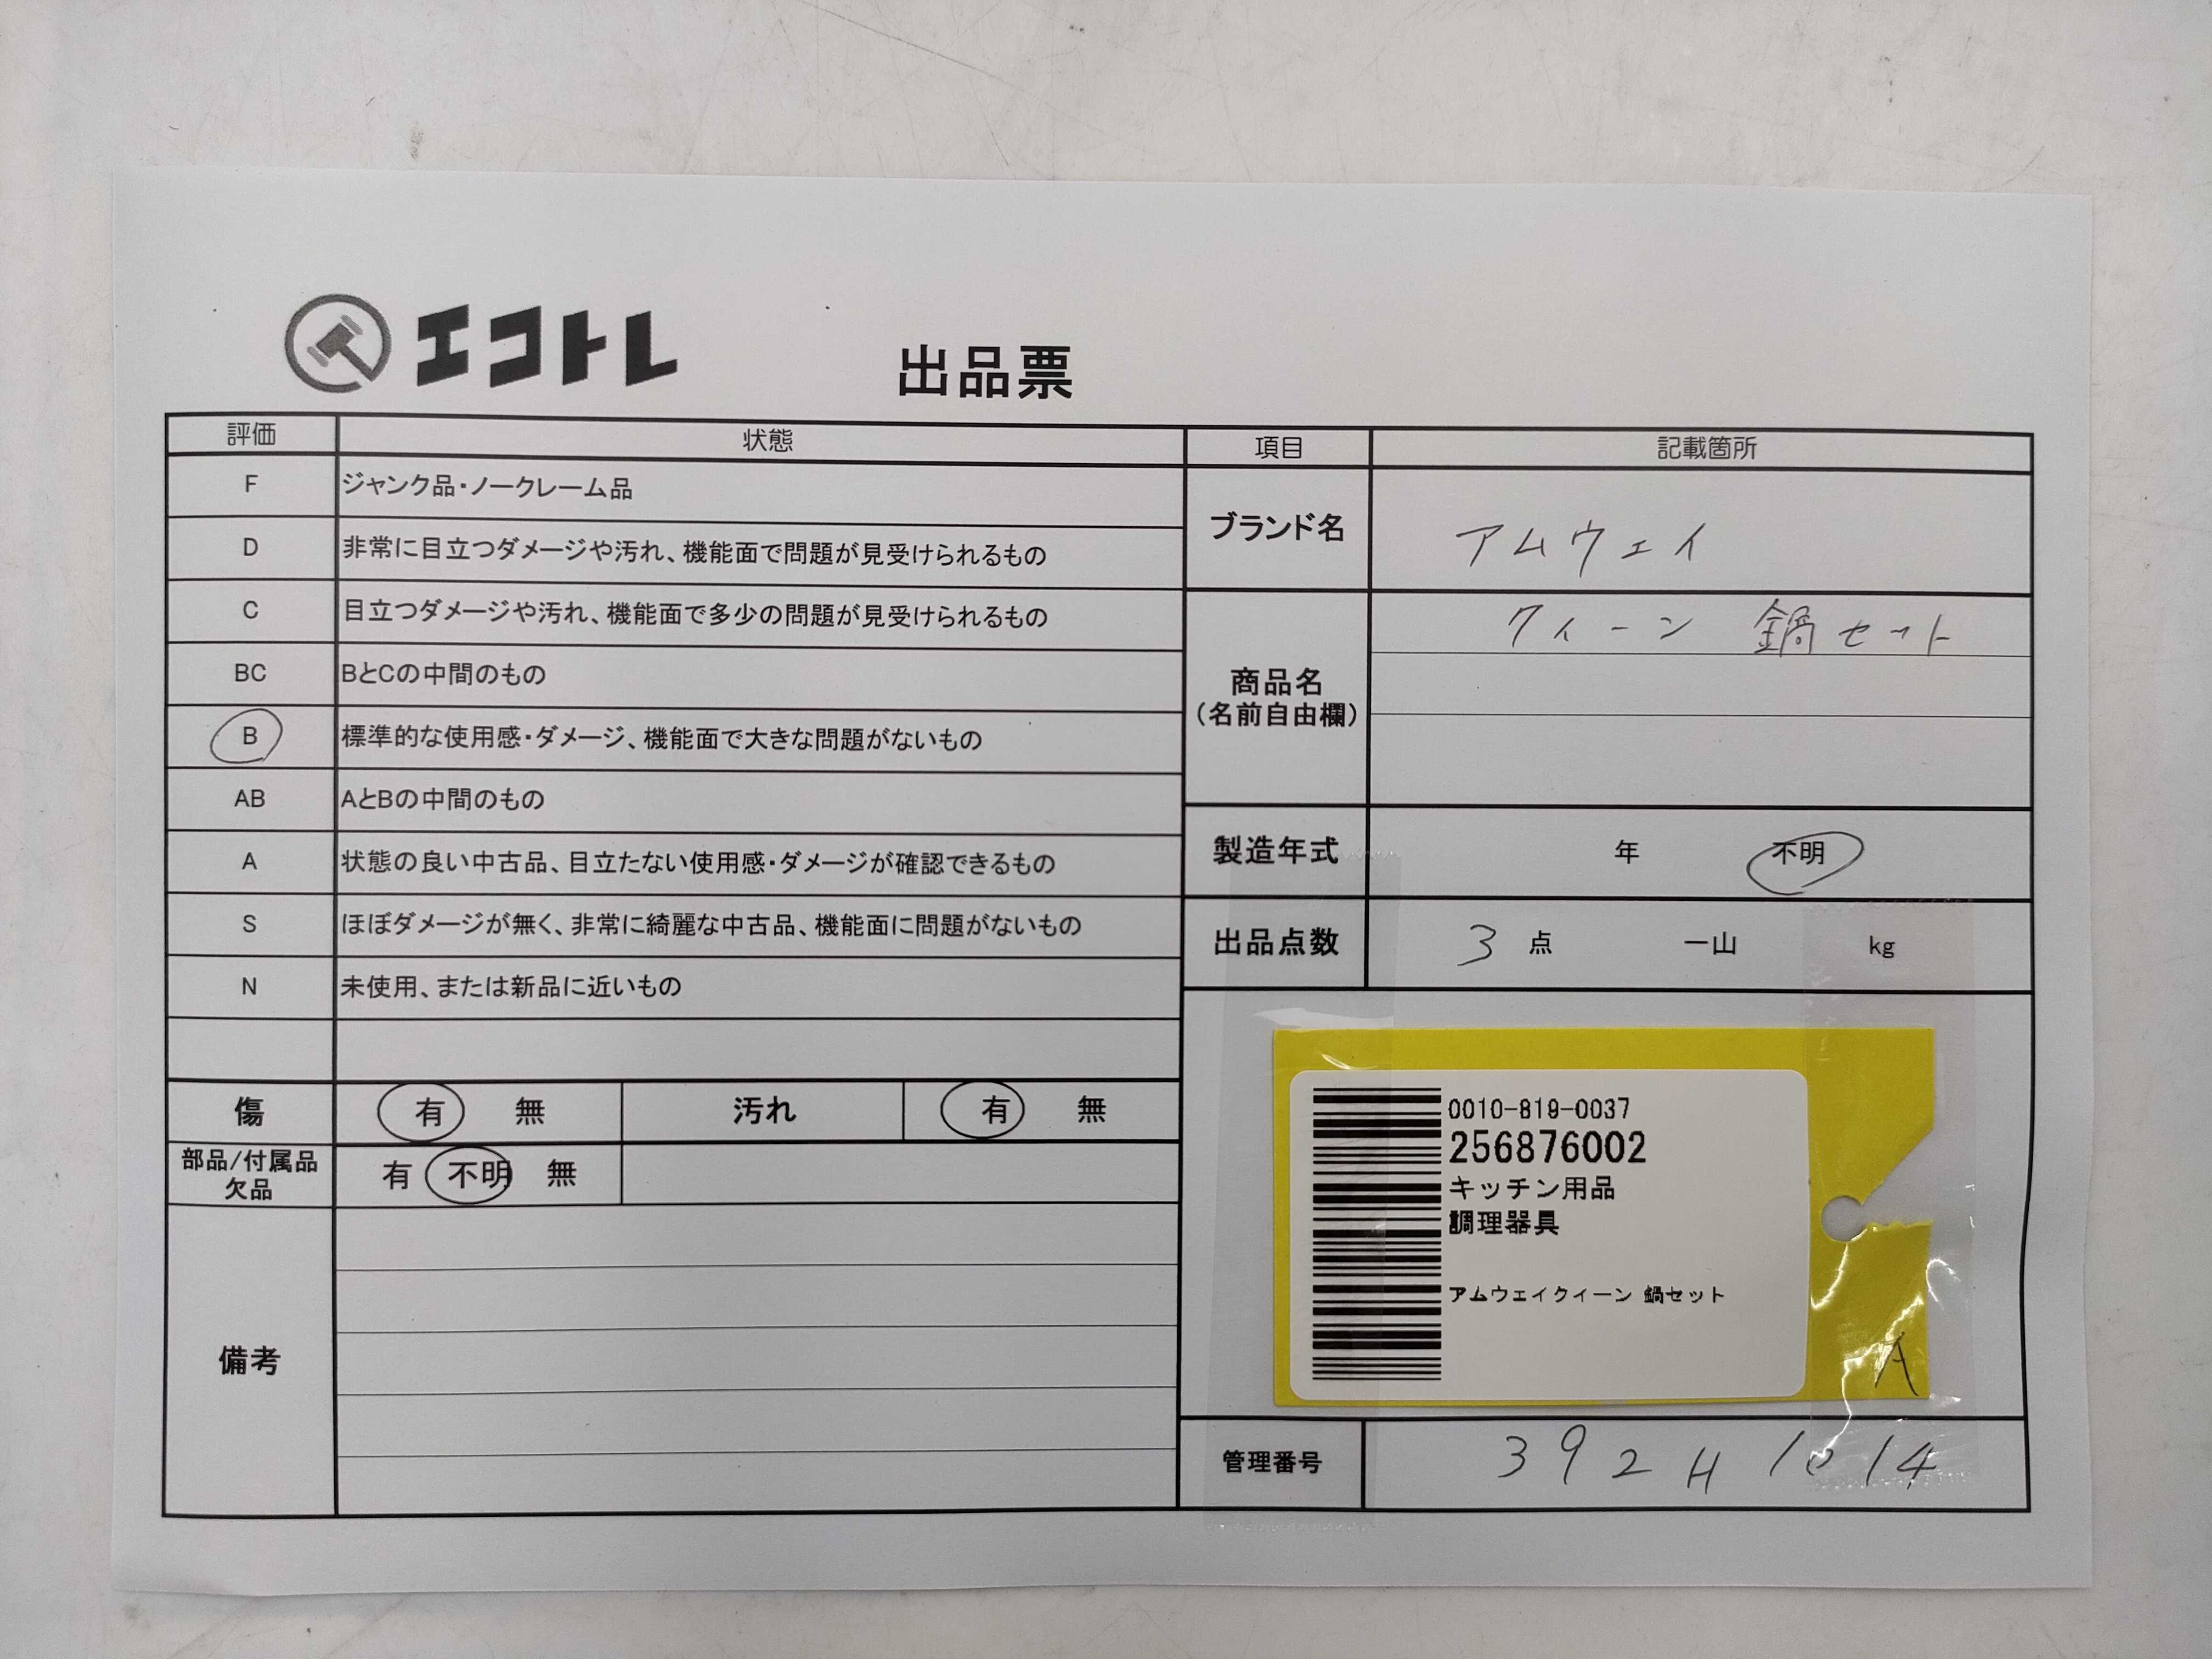 エコトレ
出品票
評価 状態
F ジャンク品・ノークレーム品
D 非常に目立つダメージや汚れ、機能面で問題が見受けられるもの
C 目立つダメージや汚れ、機能面で多少の問題が見受けられるもの
BC BとCの中間のもの
B 標準的な使用感・ダメージ、機能面で大きな問題がないもの
AB AとBの中間のもの
A 状態の良い中古品、目立たない使用感・ダメージが確認できるもの
S ほぼダメージが無く、非常に綺麗な中古品、機能面に問題がないもの
N 未使用、または新品に近いもの
傷 有 無 汚れ 有 無
部品/付属品
欠品
有 不明 無
備考
項目 記載箇所
ブランド名 アムウェイ
商品名
(名前自由欄)
クィーン 鍋セット
製造年式 年 不明
出品点数 3 点 一山 kg
0010-819-0037
256876002
キッチン用品
調理器具
アムウェイクイーン 鍋セット
A
管理番号 392H1014